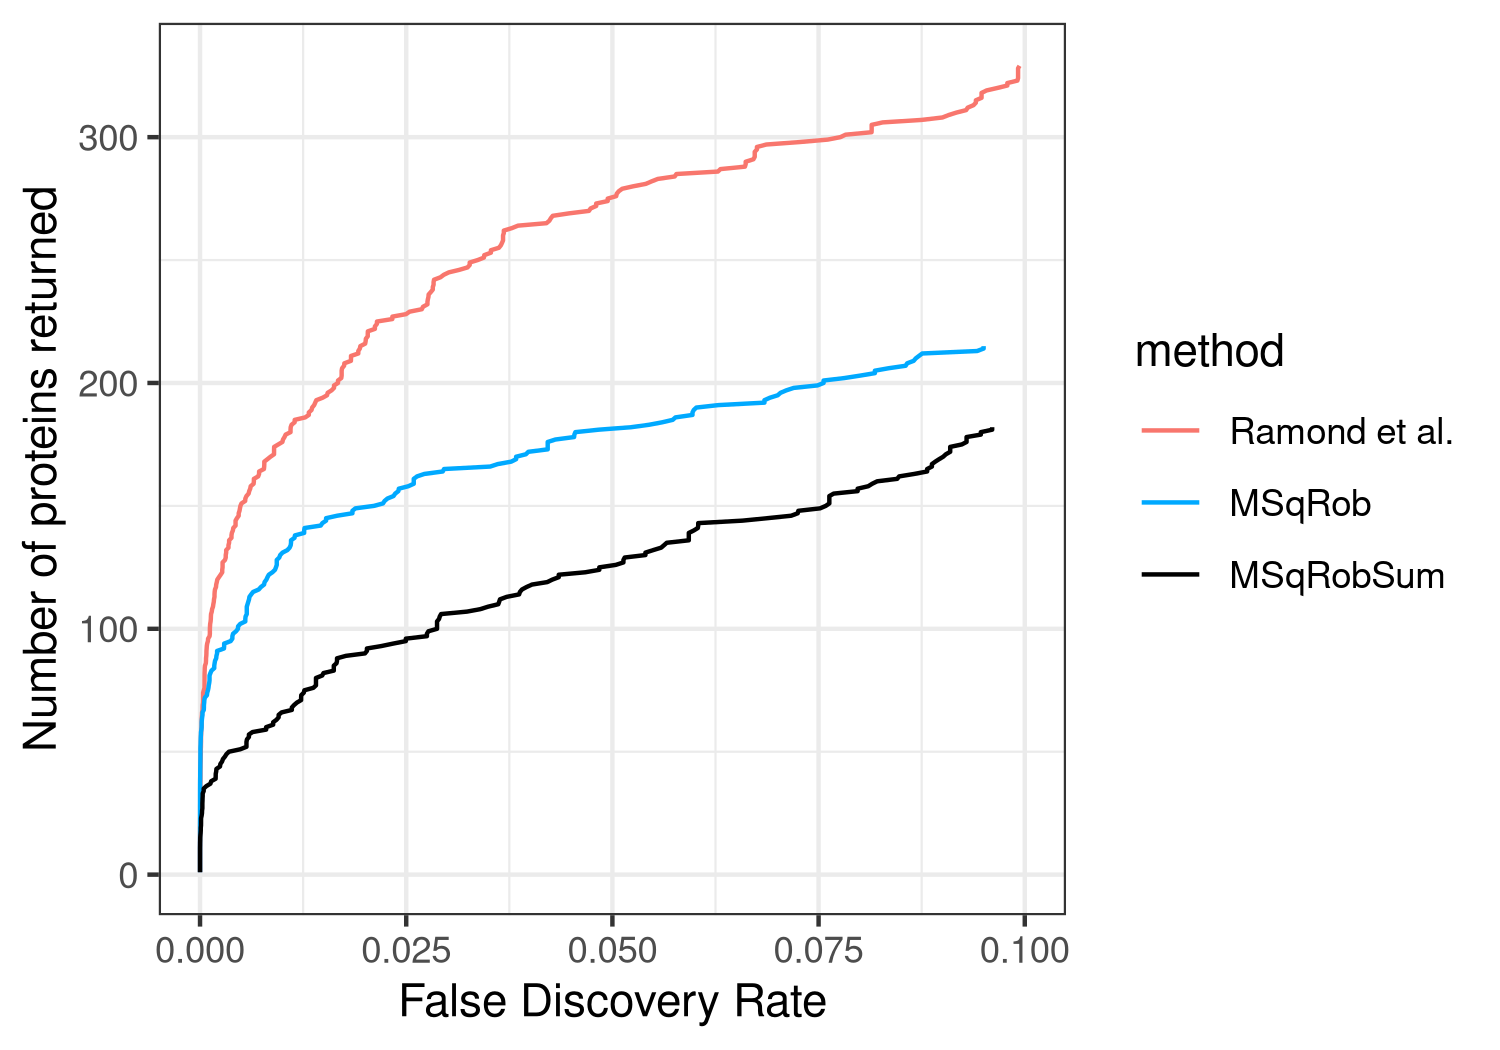 Number of proteins returned
300
200
100
0
0.000 0.025 0.050 0.075 0.100
False Discovery Rate
method
Ramond et al.
MSqRob
MSqRobSum